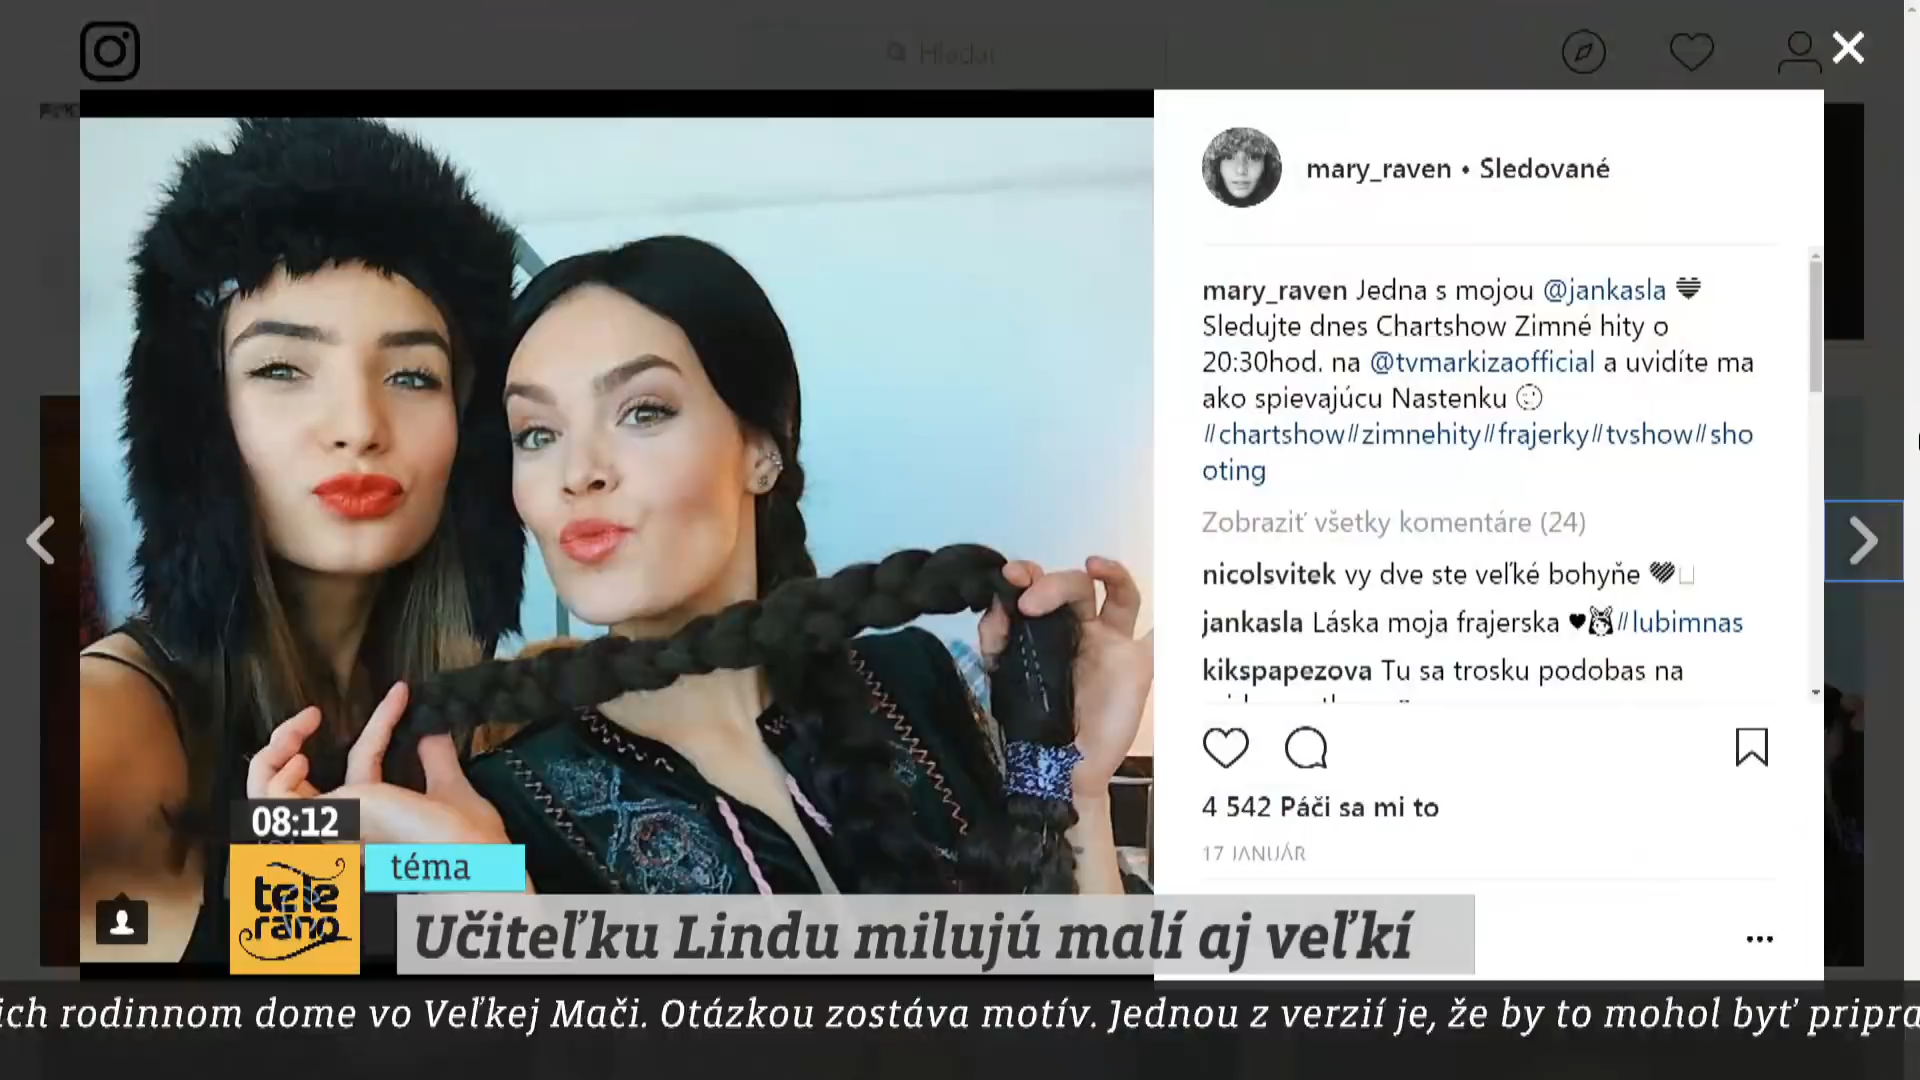 Hľadať
mary_raven • Sledované
mary_raven Jedna s mojou @jankasla
Sledujte dnes Chartshow Zimné hity o
20:30hod. na @tvmarkizaofficial a uvidíte ma
ako spievajúcu Nastenku
#chartshow#zimnehity#frajerky#tvshow#sho
oting
Zobraziť všetky komentáre (24)
nicolsvitek vy dve ste veľké bohyňe
jankasla Láska moja frajerska #lubimnas
kikspapezova Tu sa trosku podobas na
4 542 Páči sa mi to
17 JANUÁR
08:12
tele
ráno
téma
Učiteľku Lindu milujú malí aj veľkí
ich rodinnom dome vo Veľkej Mači. Otázkou zostáva motív. Jednou z verzií je, že by to mohol byť pripra